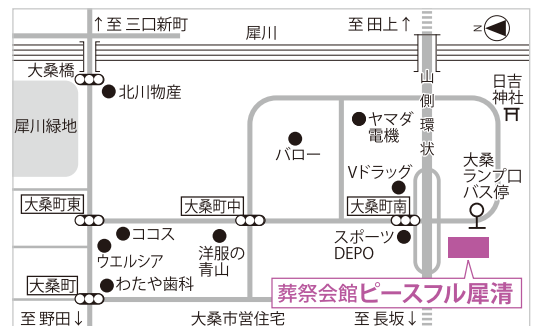 ↑至 三口新町
犀川
至 田上↑
N
大桑橋
北川物産
山側環状
日吉
神社
犀川緑地
ヤマダ
電機
バロー
Vドラッグ
大桑
ランプ口
バス停
大桑町東
大桑町中
大桑町南
ココス
洋服の
青山
スポーツ
DEPO
ウエルシア
大桑町
わたや歯科
葬祭会館ピースフル犀清
至 野田↓
大桑市営住宅
至 長坂↓